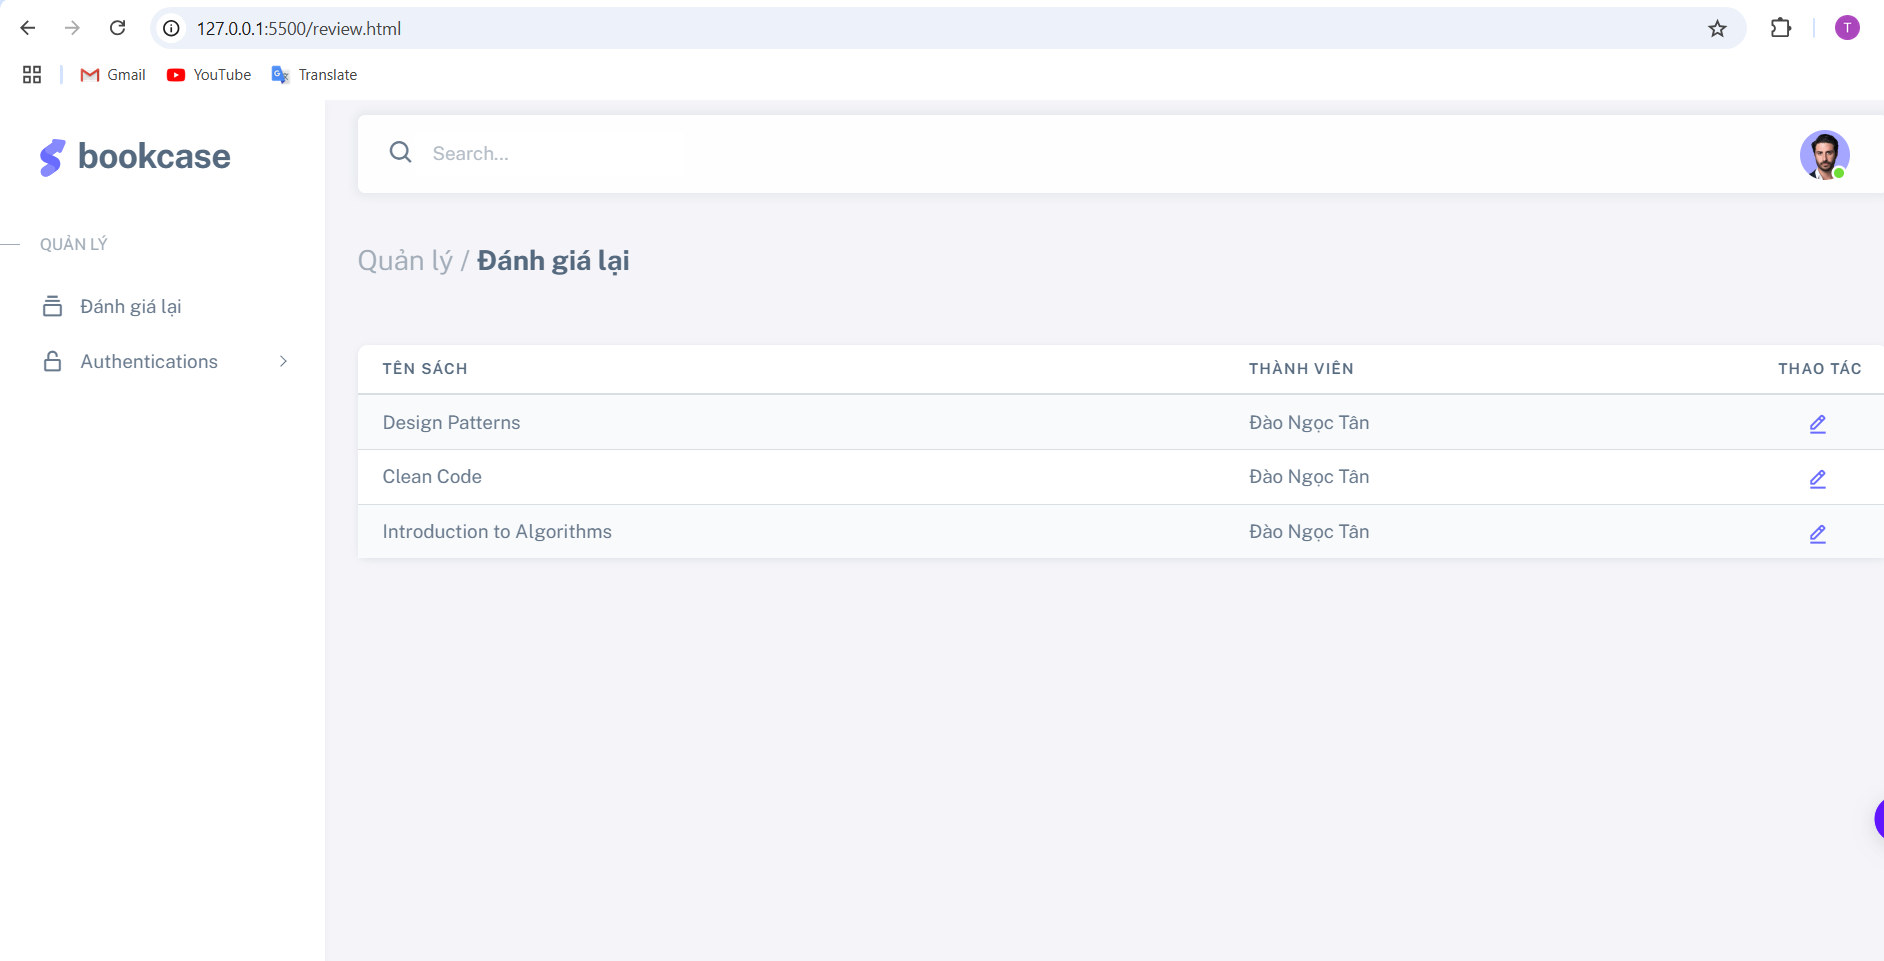 127.0.0.1:5500/review.html
T
Gmail YouTube Translate
bookcase
Search...
QUẢN LÝ
Quản lý / Đánh giá lại
Đánh giá lại
Authentications
TÊN SÁCH THÀNH VIÊN THAO TÁC
Design Patterns Đào Ngọc Tân
Clean Code Đào Ngọc Tân
Introduction to Algorithms Đào Ngọc Tân